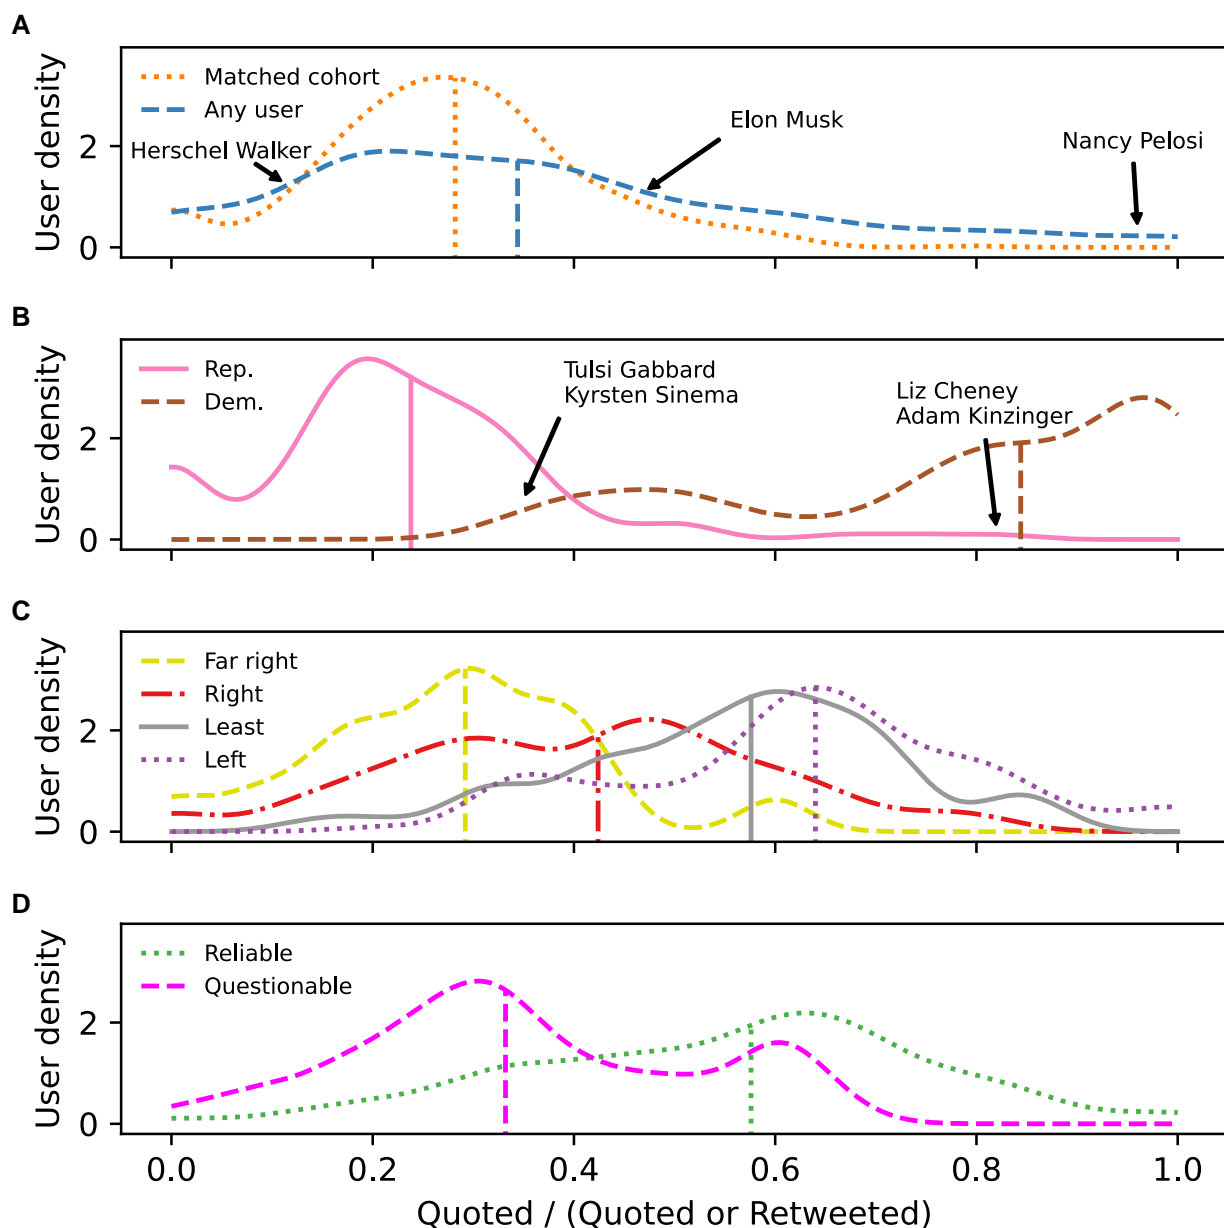 A
User density
2
0
Matched cohort
Any user
Herschel Walker
Elon Musk
Nancy Pelosi
B
User density
2
0
Rep.
Dem.
Tulsi Gabbard
Kyrsten Sinema
Liz Cheney
Adam Kinzinger
C
User density
2
0
Far right
Right
Least
Left
D
User density
2
0
Reliable
Questionable
0.0 0.2 0.4 0.6 0.8 1.0
Quoted / (Quoted or Retweeted)